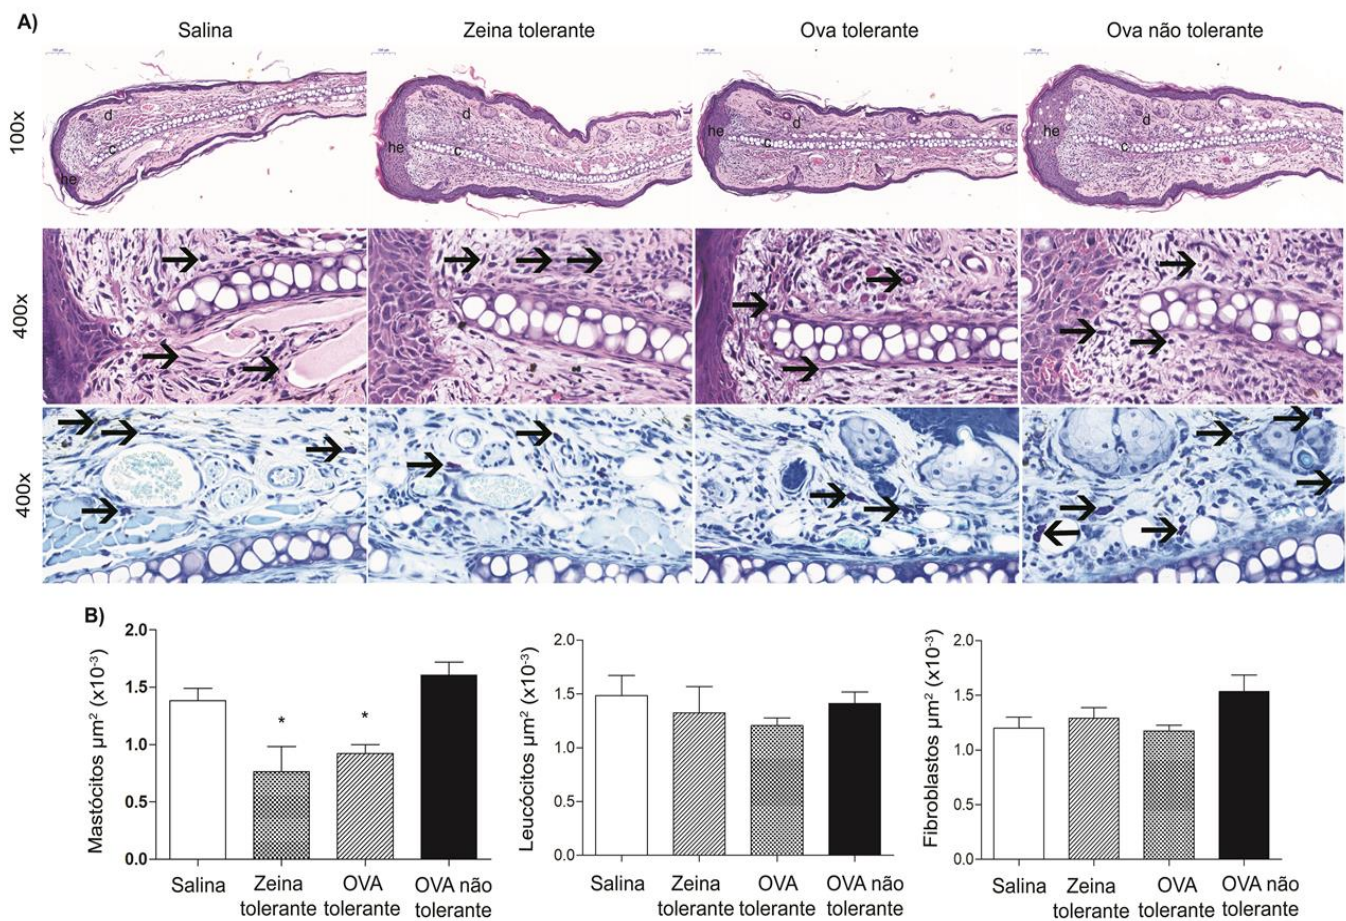 A)
Salina
Zeina tolerante
Ova tolerante
Ova não tolerante
100x
d
c
he
d
c
he
d
c
he
d
c
he
400x
400x
B)
Mastócitos µm² (x10⁻³)
2.0
1.5
1.0
0.5
0.0
*
*
Salina
Zeina
tolerante
OVA
tolerante
OVA não
tolerante
Leucócitos µm² (x10⁻³)
2.0
1.5
1.0
0.5
0.0
Salina
Zeina
tolerante
OVA
tolerante
OVA não
tolerante
Fibroblastos µm² (x10⁻³)
2.0
1.5
1.0
0.5
0.0
Salina
Zeina
tolerante
OVA
tolerante
OVA não
tolerante